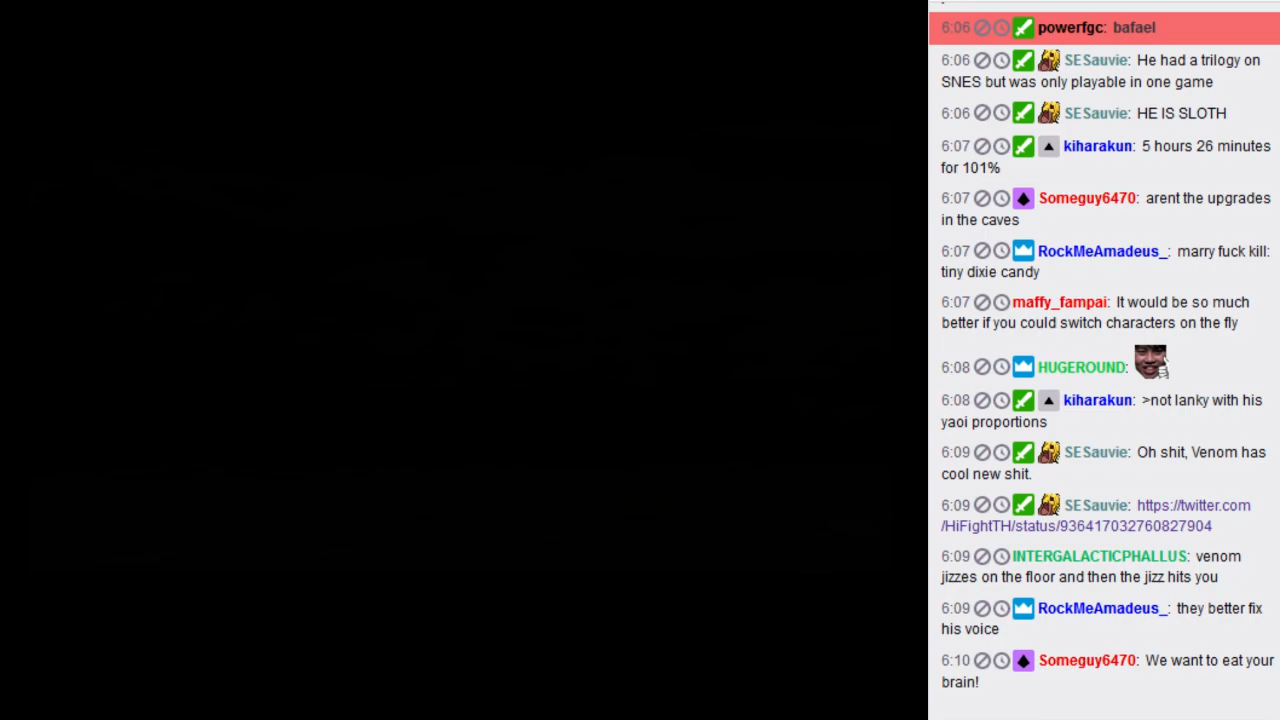 6:06 powerfgc: bafael
6:06 SESauvie: He had a trilogy on
SNES but was only playable in one game
6:06 SESauvie: HE IS SLOTH
6:07 kiharakun: 5 hours 26 minutes
for 101%
6:07 Someguy6470: arent the upgrades
in the caves
6:07 RockMeAmadeus_: marry fuck kill:
tiny dixie candy
6:07 maffy_fampai: It would be so much
better if you could switch characters on the fly
6:08 HUGEROUND:
6:08 kiharakun: >not lanky with his
yaoi proportions
6:09 SESauvie: Oh shit, Venom has
cool new shit.
6:09 SESauvie: https://twitter.com
/HiFightTH/status/936417032760827904
6:09 INTERGALACTICPHALLUS: venom
jizzes on the floor and then the jizz hits you
6:09 RockMeAmadeus_: they better fix
his voice
6:10 Someguy6470: We want to eat your
brain!